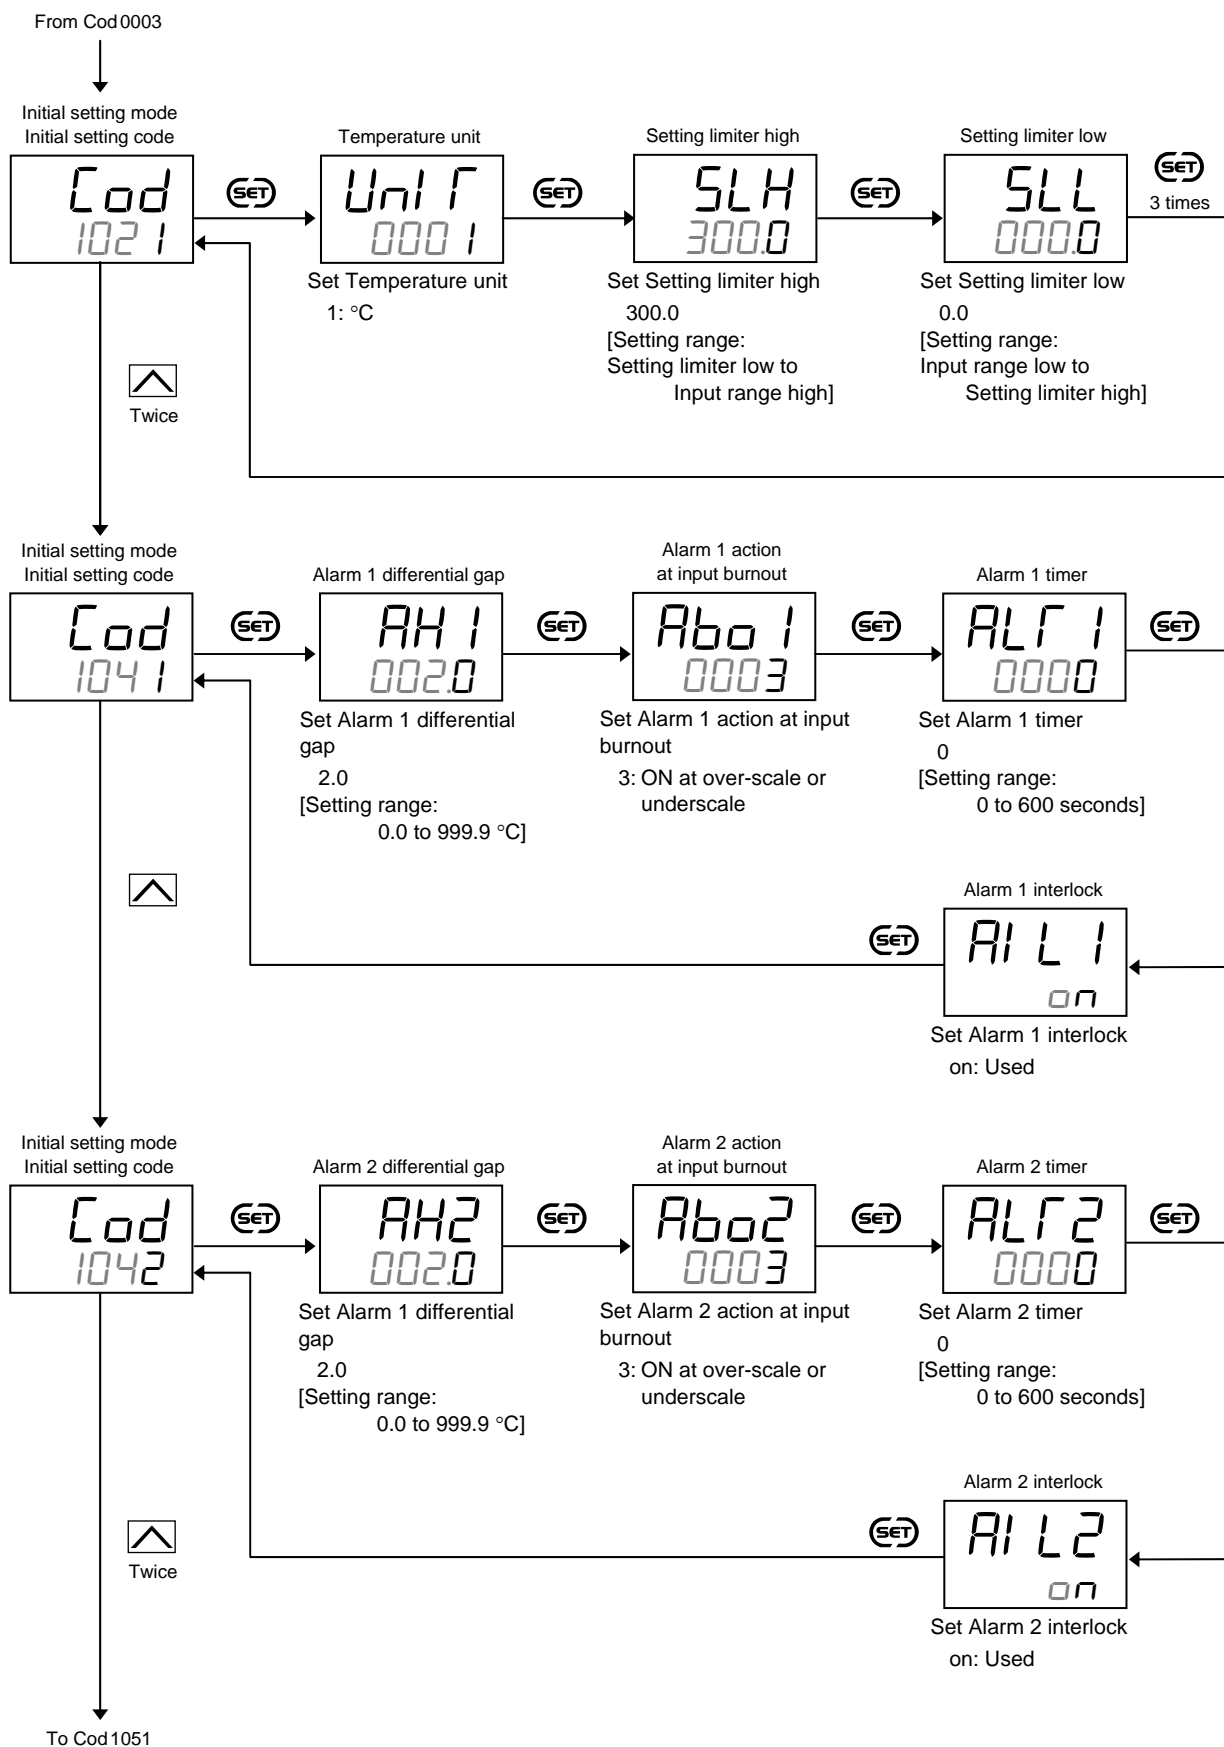 From Cod 0003
Initial setting mode
Initial setting code
Cod
1021
SET
Temperature unit
UnIT
0001
Set Temperature unit
1: °C
SET
Setting limiter high
SLH
300.0
Set Setting limiter high
300.0
[Setting range:
Setting limiter low to
Input range high]
SET
Setting limiter low
SLL
000.0
Set Setting limiter low
0.0
[Setting range:
Input range low to
Setting limiter high]
SET
3 times
Twice
Initial setting mode
Initial setting code
Cod
1041
SET
Alarm 1 differential gap
AH1
002.0
Set Alarm 1 differential
gap
2.0
[Setting range:
0.0 to 999.9 °C]
SET
Alarm 1 action
at input burnout
Abo1
0003
Set Alarm 1 action at input
burnout
3: ON at over-scale or
underscale
SET
Alarm 1 timer
ALT1
0000
Set Alarm 1 timer
0
[Setting range:
0 to 600 seconds]
SET
Alarm 1 interlock
SET
AIL1
on
Set Alarm 1 interlock
on: Used
Initial setting mode
Initial setting code
Cod
1042
SET
Alarm 2 differential gap
AH2
002.0
Set Alarm 1 differential
gap
2.0
[Setting range:
0.0 to 999.9 °C]
SET
Alarm 2 action
at input burnout
Abo2
0003
Set Alarm 2 action at input
burnout
3: ON at over-scale or
underscale
SET
Alarm 2 timer
ALT2
0000
Set Alarm 2 timer
0
[Setting range:
0 to 600 seconds]
SET
Alarm 2 interlock
SET
AIL2
on
Set Alarm 2 interlock
on: Used
Twice
To Cod 1051